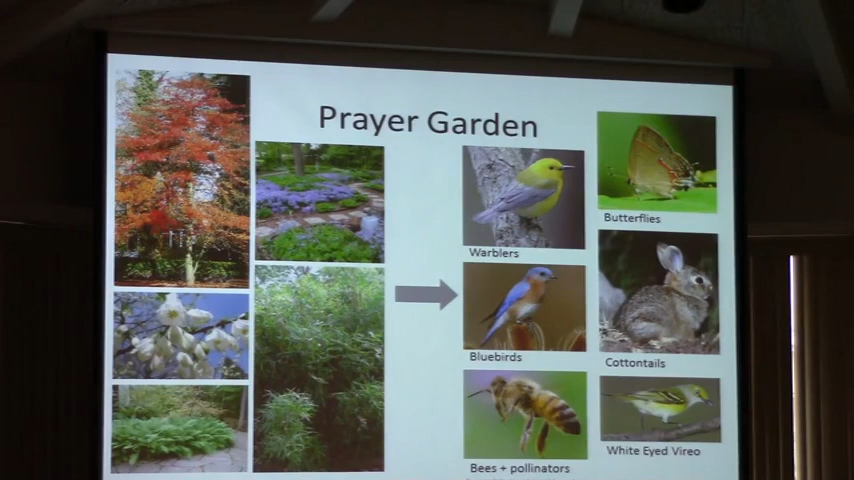 Prayer Garden
Warblers
Bluebirds
Bees + pollinators
Butterflies
Cottontails
White Eyed Vireo